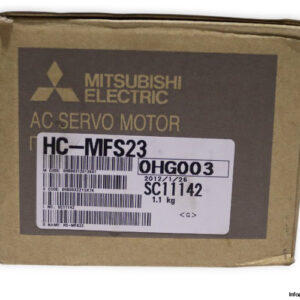 MITSUBISHI
ELECTRIC
AC SERVO MOTOR
HC-MFS23
OHG003
2012/1/26
SC11142
1.1 kg
<G>